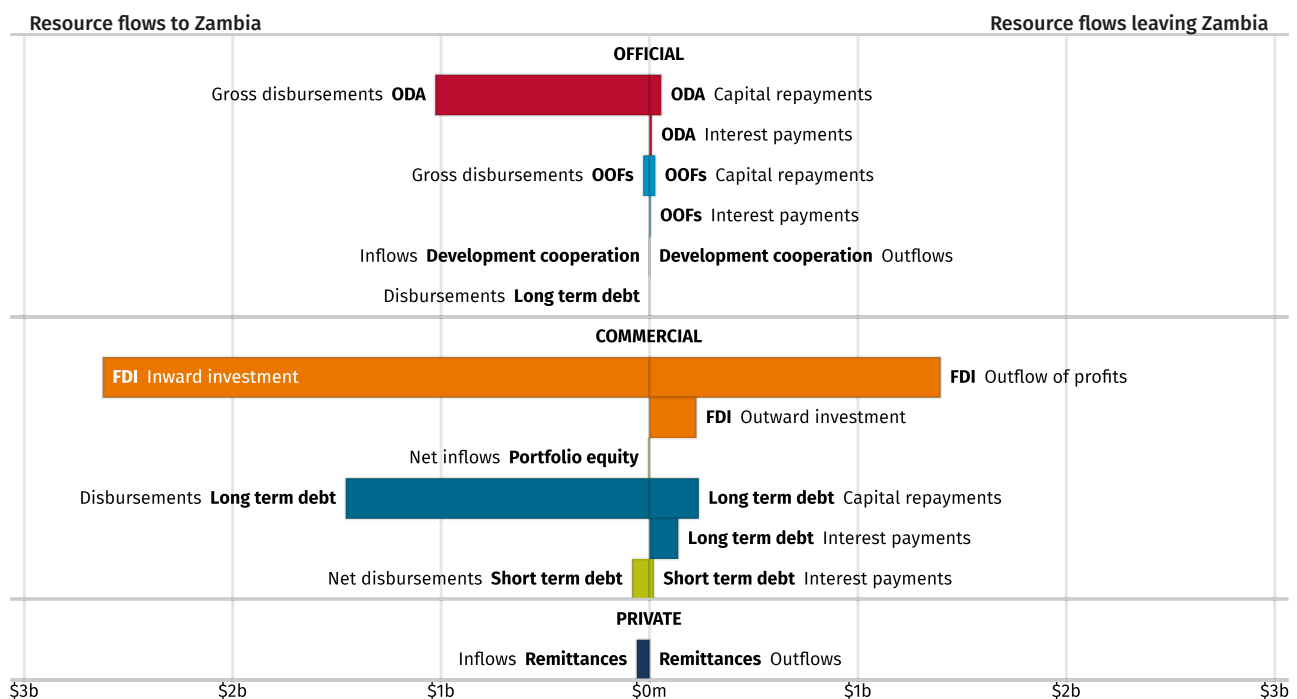 Resource flows to Zambia Resource flows leaving Zambia
OFFICIAL
Gross disbursements ODA ODA Capital repayments
ODA Interest payments
Gross disbursements OOFs OOFs Capital repayments
OOFs Interest payments
Inflows Development cooperation Development cooperation Outflows
Disbursements Long term debt
COMMERCIAL
FDI Inward investment FDI Outflow of profits
FDI Outward investment
Net inflows Portfolio equity
Disbursements Long term debt Long term debt Capital repayments
Long term debt Interest payments
Net disbursements Short term debt Short term debt Interest payments
PRIVATE
Inflows Remittances Remittances Outflows
$3b $2b $1b $0m $1b $2b $3b